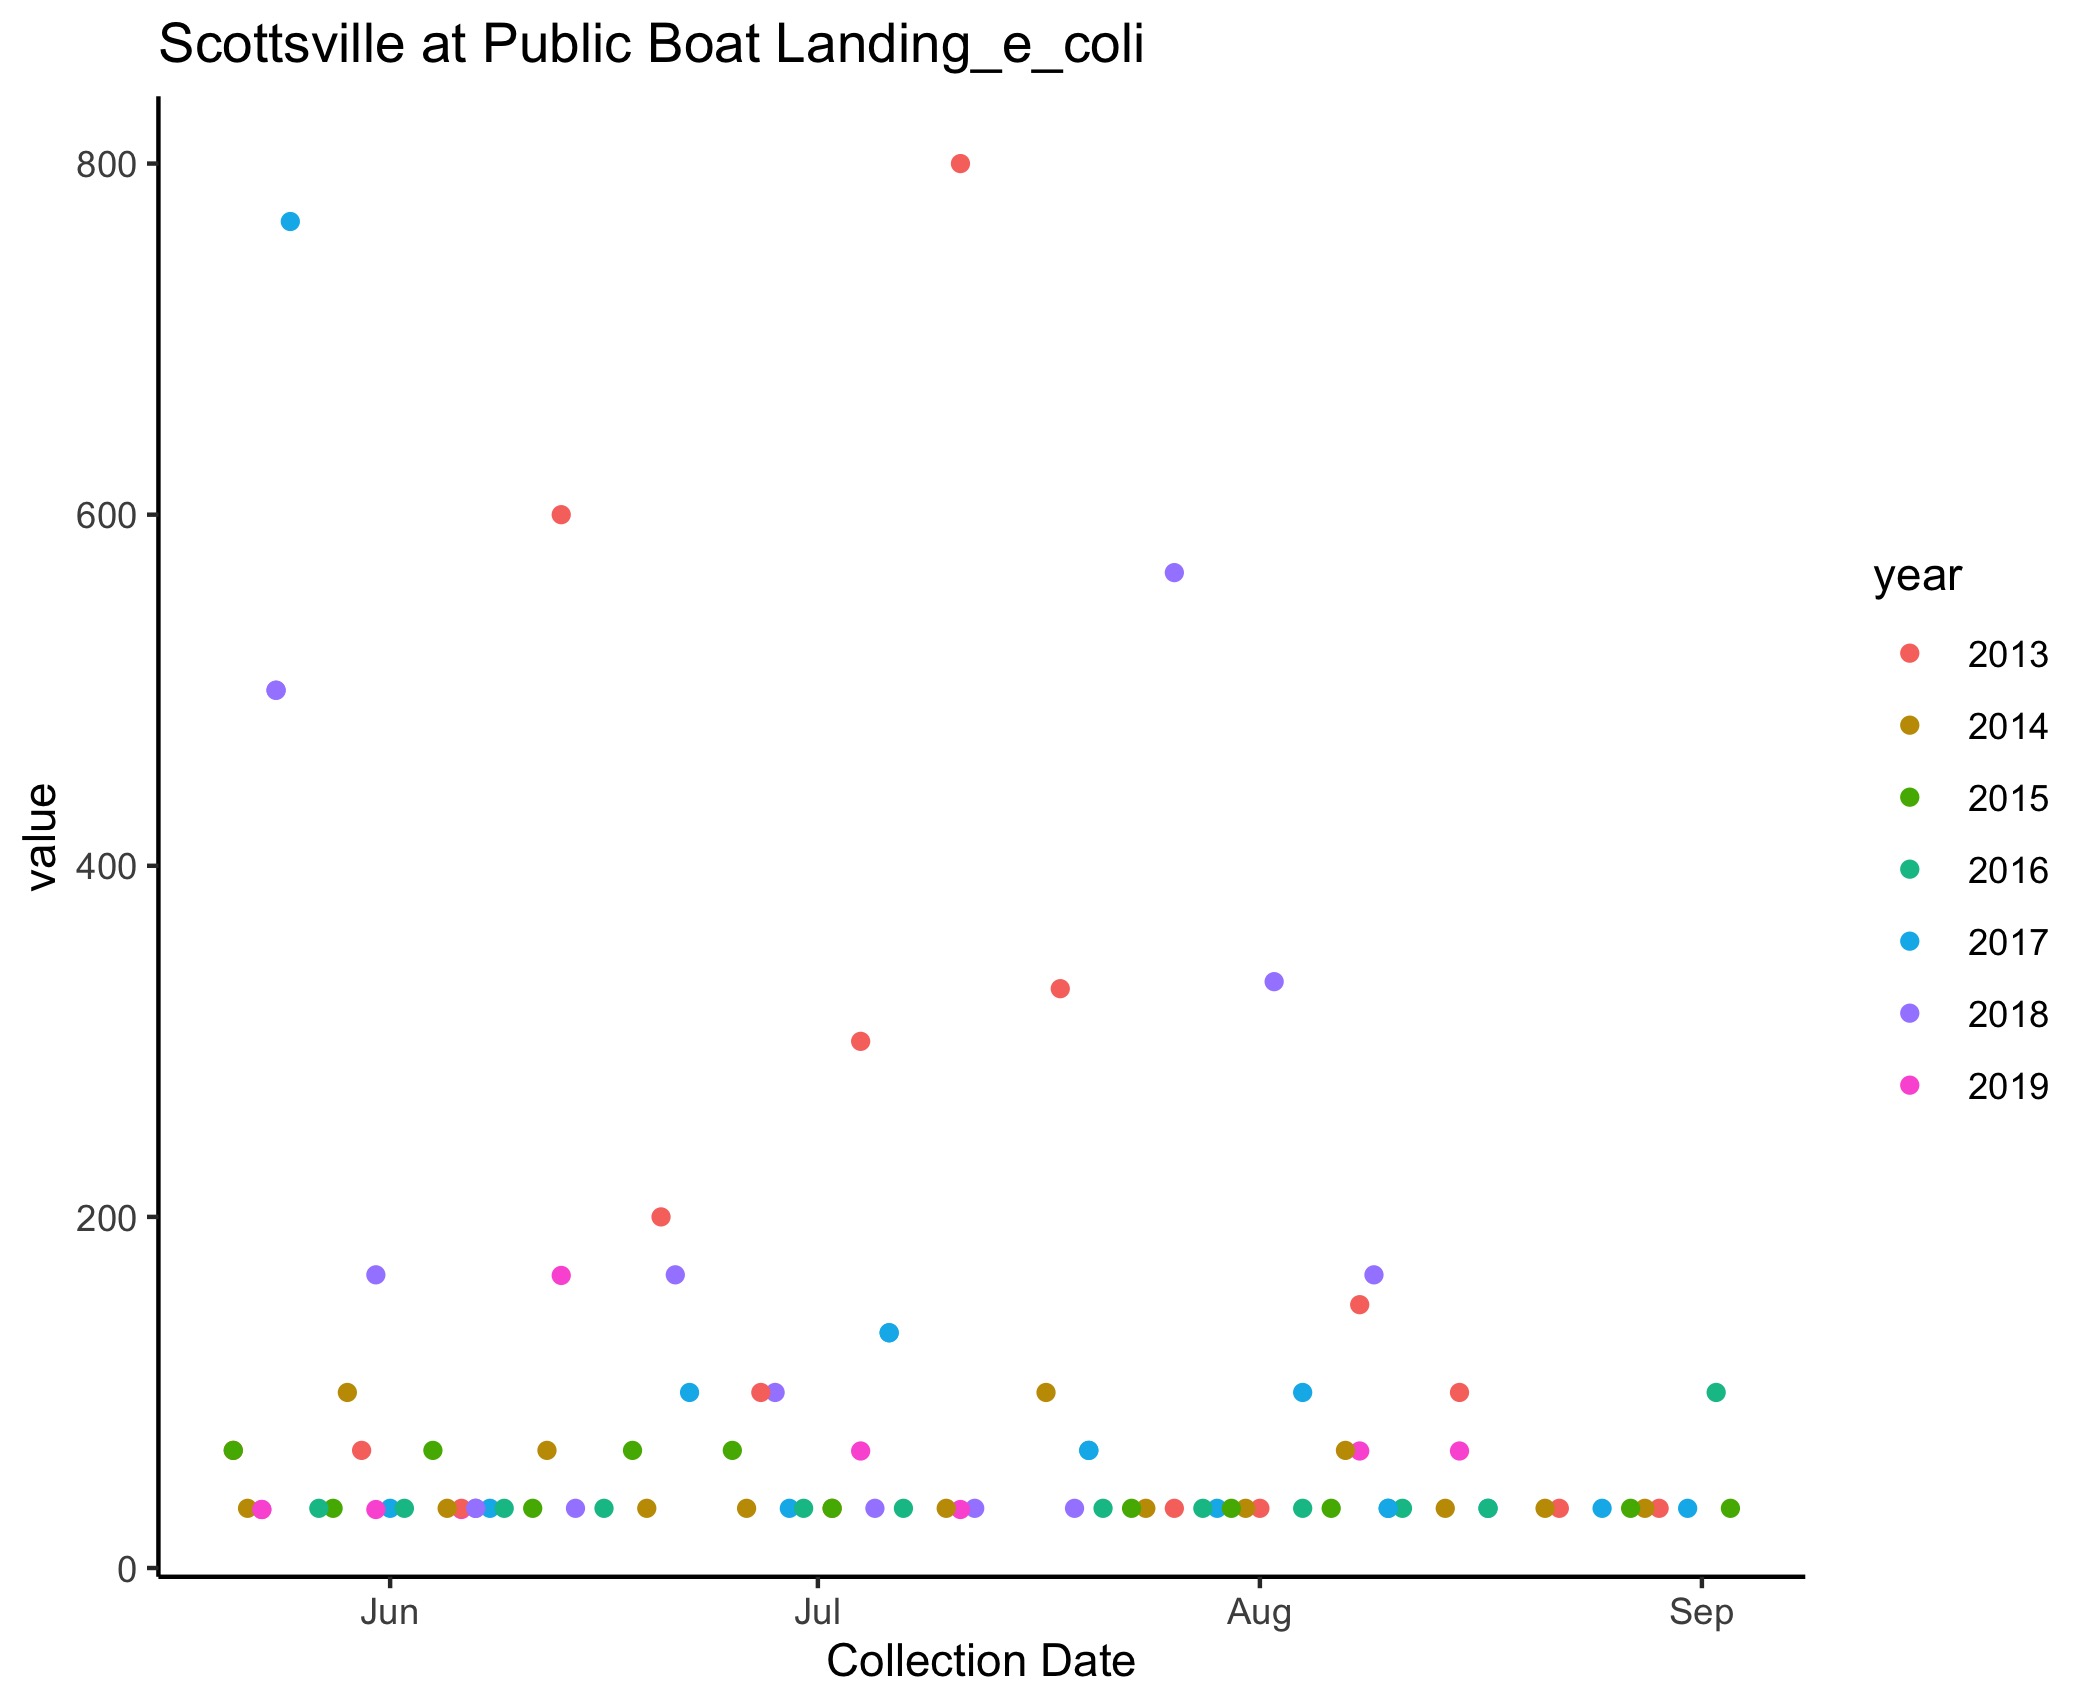 Scottsville at Public Boat Landing_e_coli
800
600
400
200
0
value
Jun
Jul
Aug
Sep
Collection Date
year
2013
2014
2015
2016
2017
2018
2019